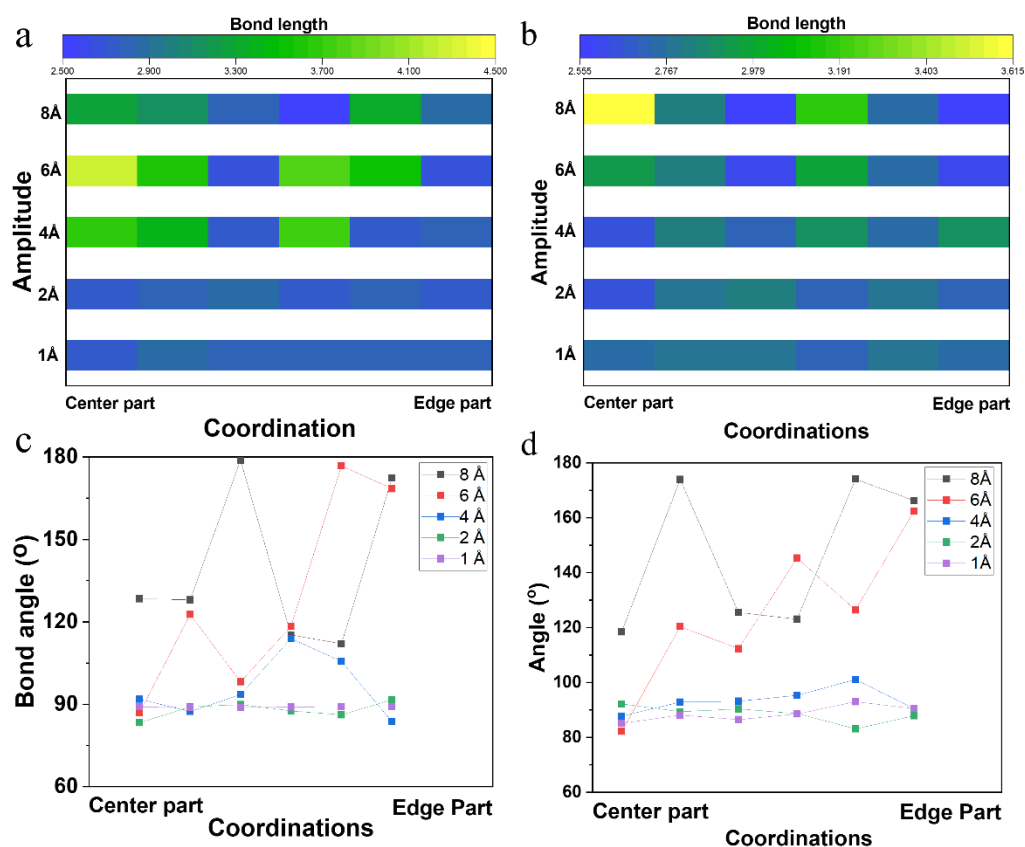 a
Bond length
2.500 2.900 3.300 3.700 4.100 4.500
Amplitude
8Å
6Å
4Å
2Å
1Å
Center part Edge part
Coordination
b
Bond length
2.555 2.767 2.979 3.191 3.403 3.615
Amplitude
8Å
6Å
4Å
2Å
1Å
Center part Edge part
Coordinations
c
Bond angle (º)
180
150
120
90
60
8 Å
6 Å
4 Å
2 Å
1 Å
Center part Edge Part
Coordinations
d
Angle (º)
180
160
140
120
100
80
60
8Å
6Å
4Å
2Å
1Å
Center part Edge Part
Coordinations